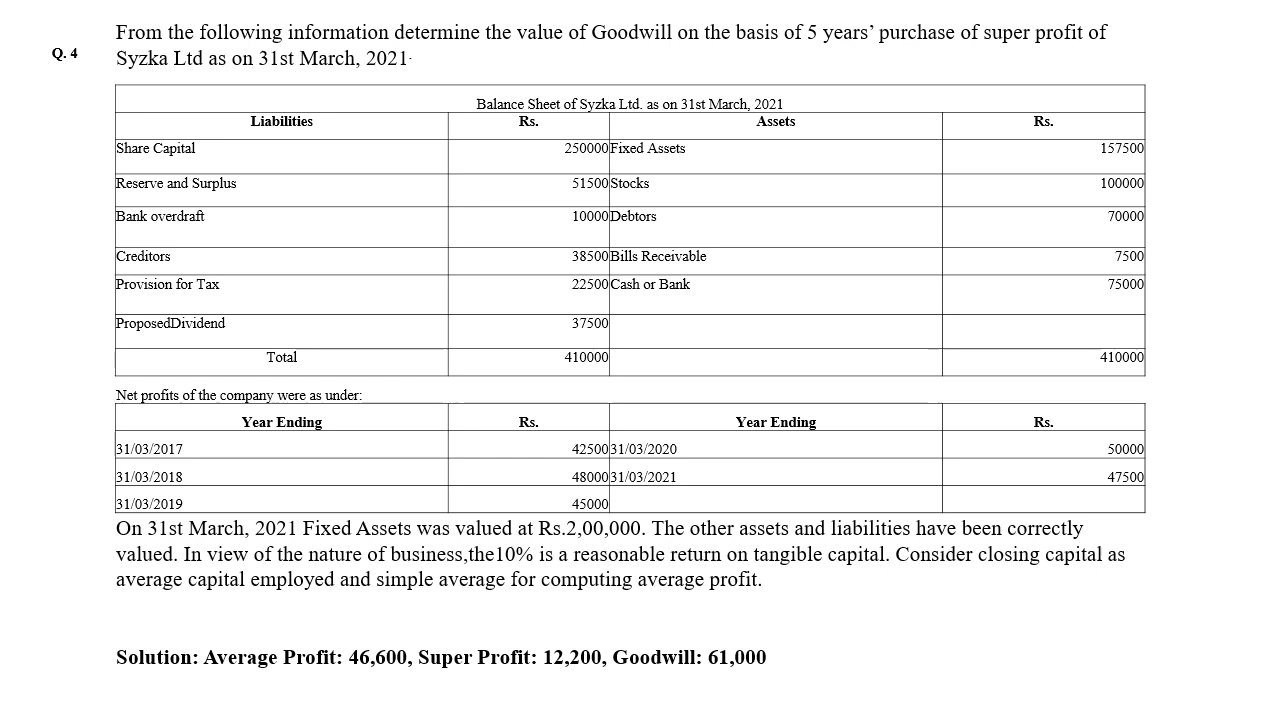 From the following information determine the value of Goodwill on the basis of 5 years’ purchase of super profit of
Q. 4
Syzka Ltd as on 31st March, 2021.
Balance Sheet of Syzka Ltd. as on 31st March, 2021
Liabilities Rs. Assets Rs.
Share Capital 250000 Fixed Assets 157500
Reserve and Surplus 51500 Stocks 100000
Bank overdraft 10000 Debtors 70000
Creditors 38500 Bills Receivable 7500
Provision for Tax 22500 Cash or Bank 75000
ProposedDividend 37500
Total 410000 410000
Net profits of the company were as under:
Year Ending Rs. Year Ending Rs.
31/03/2017 42500 31/03/2020 50000
31/03/2018 48000 31/03/2021 47500
31/03/2019 45000
On 31st March, 2021 Fixed Assets was valued at Rs.2,00,000. The other assets and liabilities have been correctly
valued. In view of the nature of business,the10% is a reasonable return on tangible capital. Consider closing capital as
average capital employed and simple average for computing average profit.
Solution: Average Profit: 46,600, Super Profit: 12,200, Goodwill: 61,000